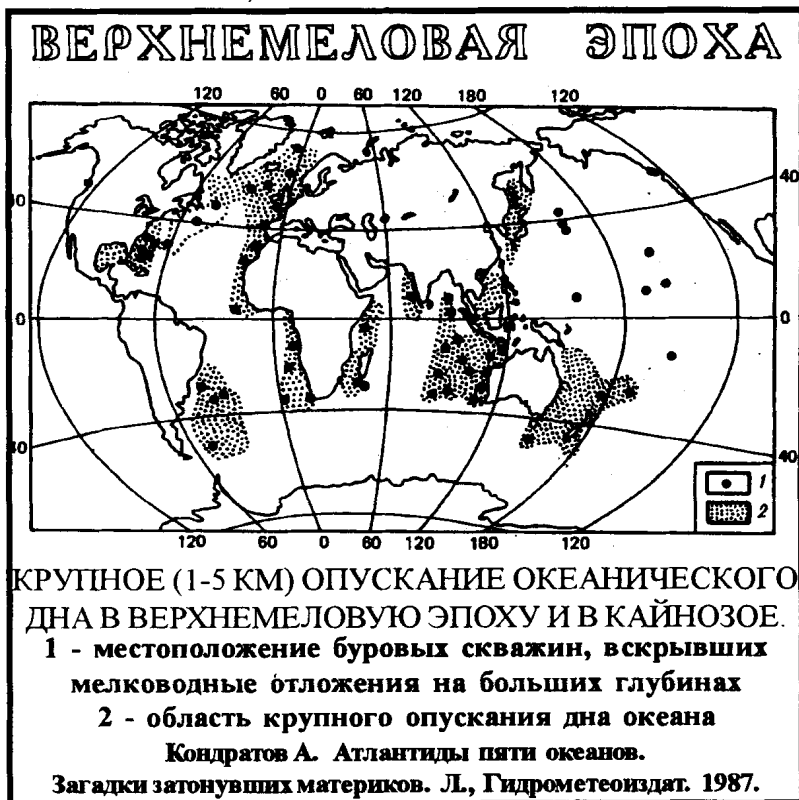 ВЕРХНЕМЕЛОВАЯ ЭПОХА
120 60 0 60 120 180 120
40
40
0
0
40
40
1
2
120 60 0 60 120 180 120
КРУПНОЕ (1-5 КМ) ОПУСКАНИЕ ОКЕАНИЧЕСКОГО
ДНА В ВЕРХНЕМЕЛОВУЮ ЭПОХУ И В КАЙНОЗОЕ.
1 - местоположение буровых скважин, вскрывших
мелководные отложения на больших глубинах
2 - область крупного опускания дна океана
Кондратов А. Атлантиды пяти океанов.
Загадки затонувших материков. Л., Гидрометеоиздат. 1987.